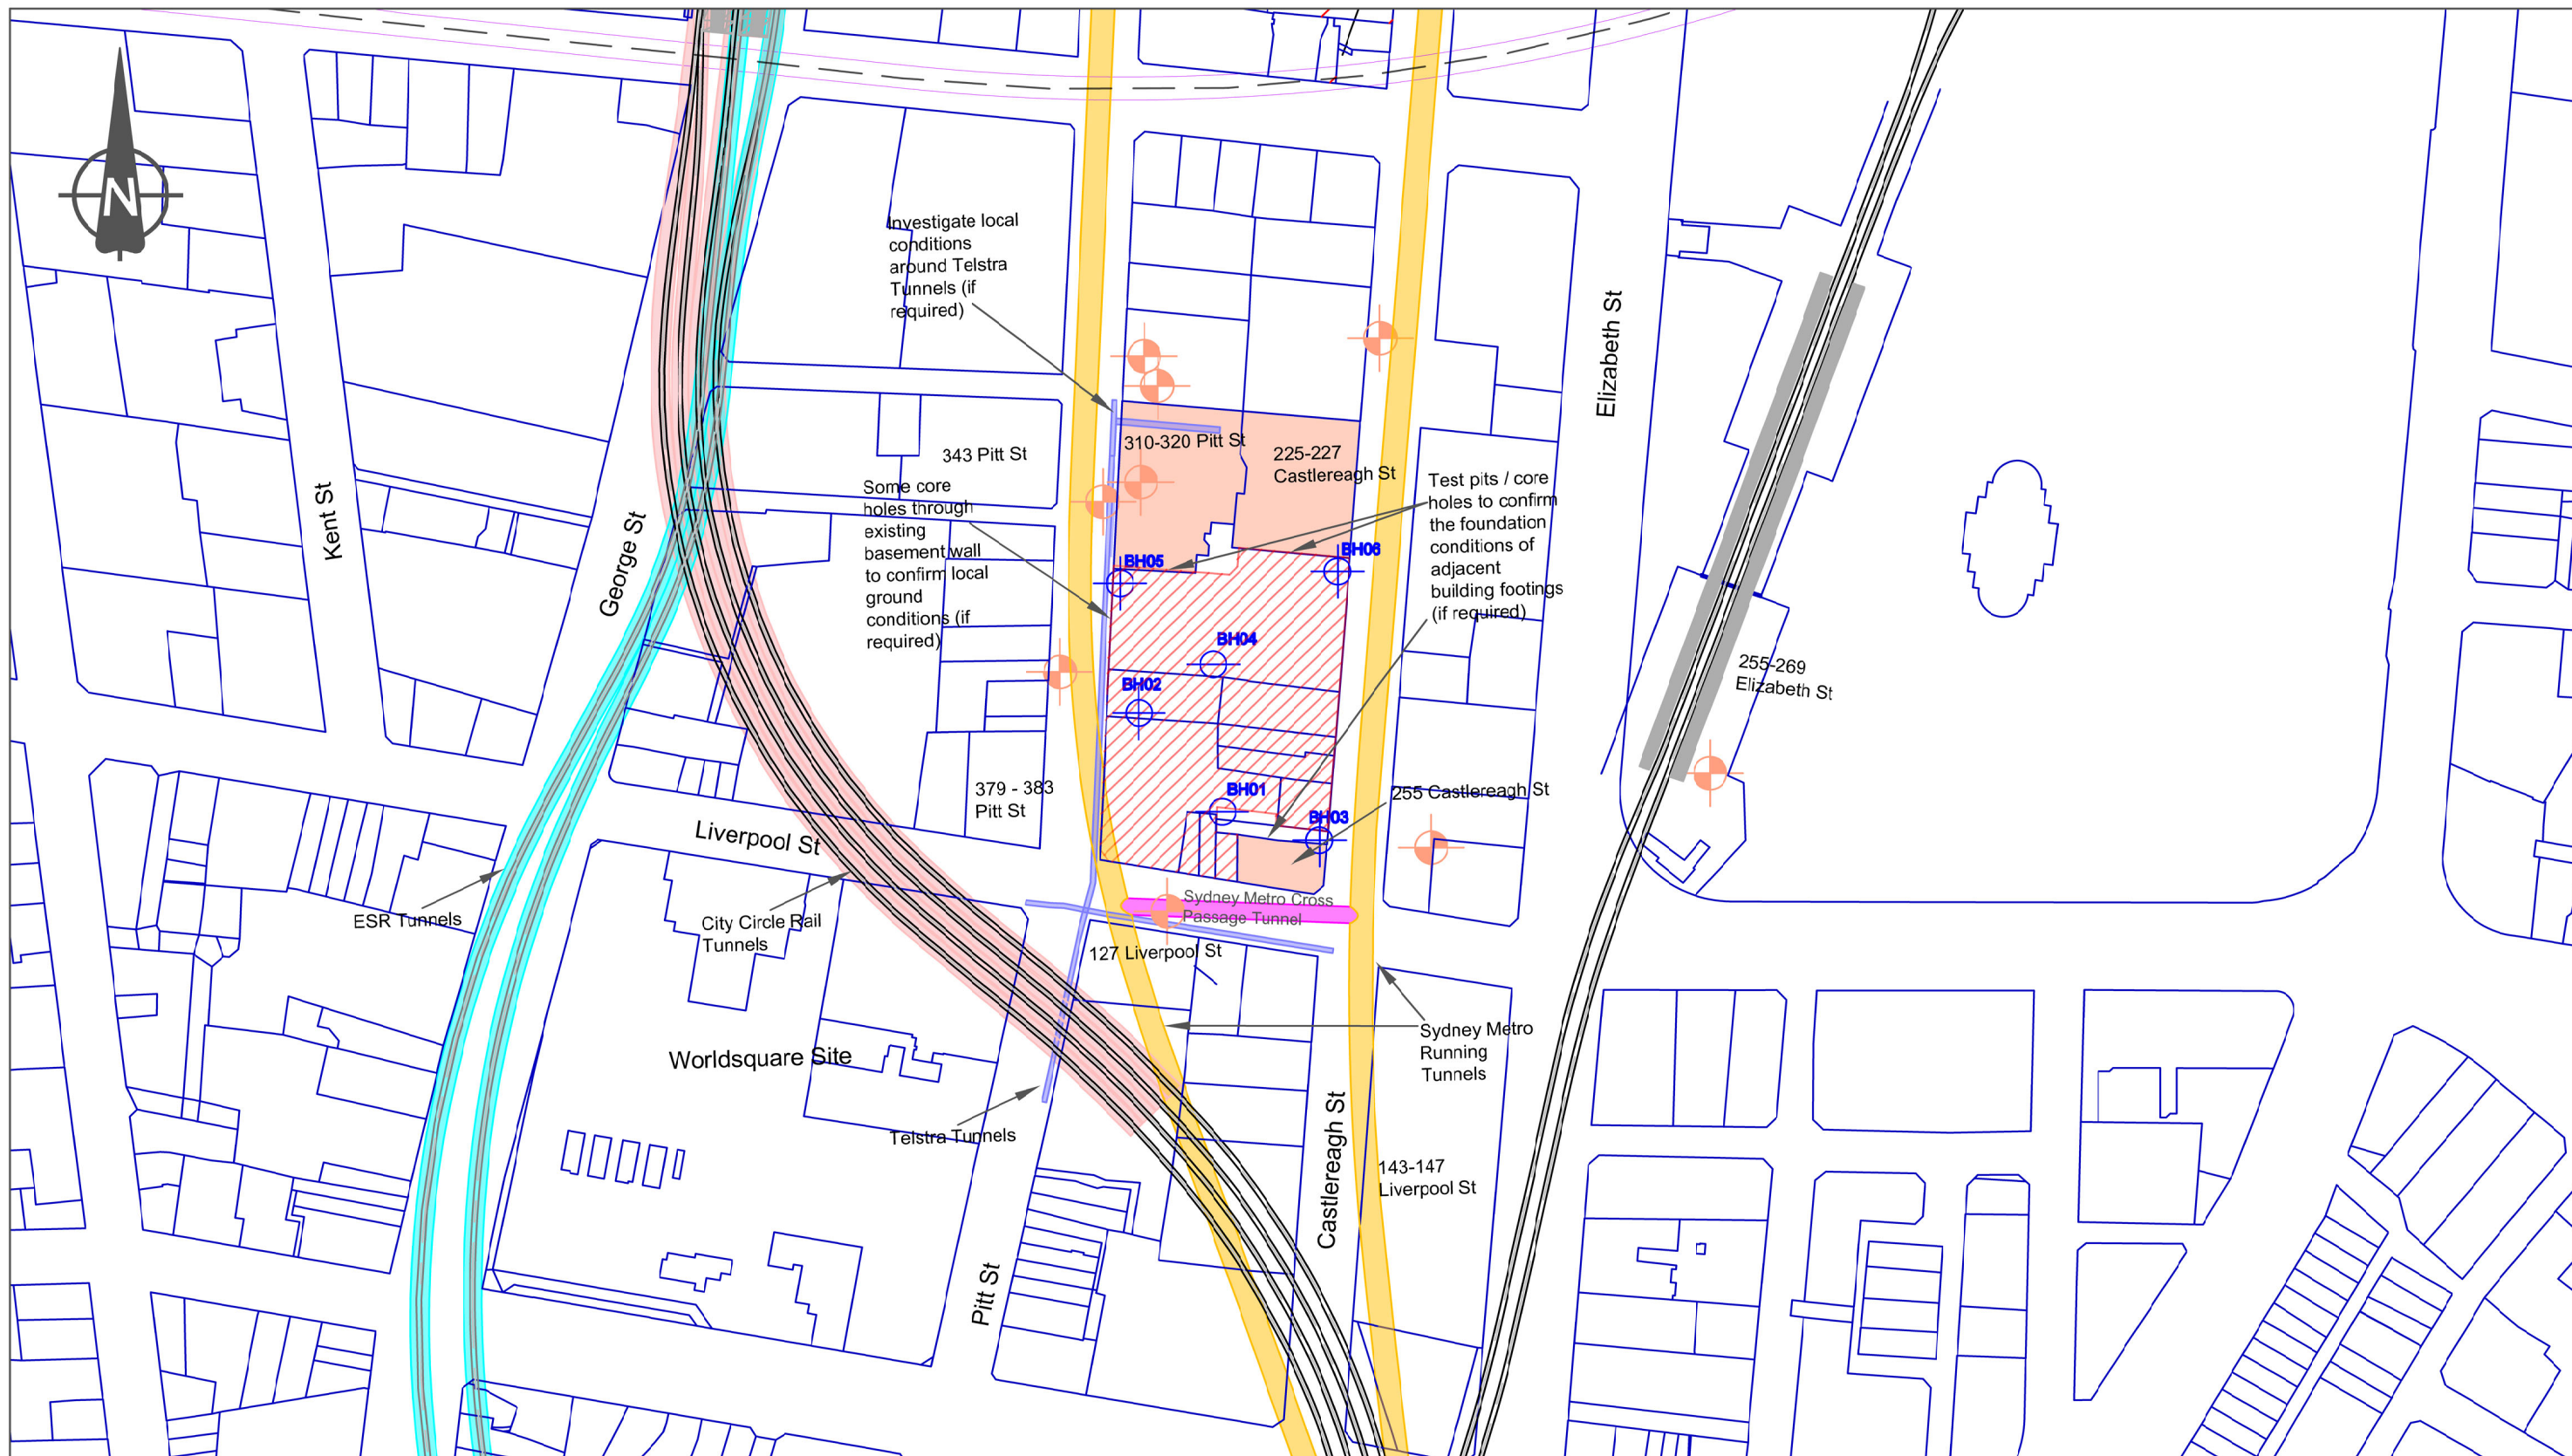 N
Investigate local
conditions
around Telstra
Tunnels (if
required)
Elizabeth St
Kent St
George St
343 Pitt St
310-320 Pitt St
225-227
Castlereagh St
Some core
holes through
existing
basement wall
to confirm local
ground
conditions (if
required)
Test pits / core
holes to confirm
the foundation
conditions of
adjacent
building footings
(if required)
BH05
BH06
BH04
BH02
255-269
Elizabeth St
379 - 383
Pitt St
BH01
255 Castlereagh St
BH03
Liverpool St
ESR Tunnels
City Circle Rail
Tunnels
Sydney Metro Cross
Passage Tunnel
127 Liverpool St
Worldsquare Site
Sydney Metro
Running
Tunnels
Telstra Tunnels
Castlereagh St
143-147
Liverpool St
Pitt St